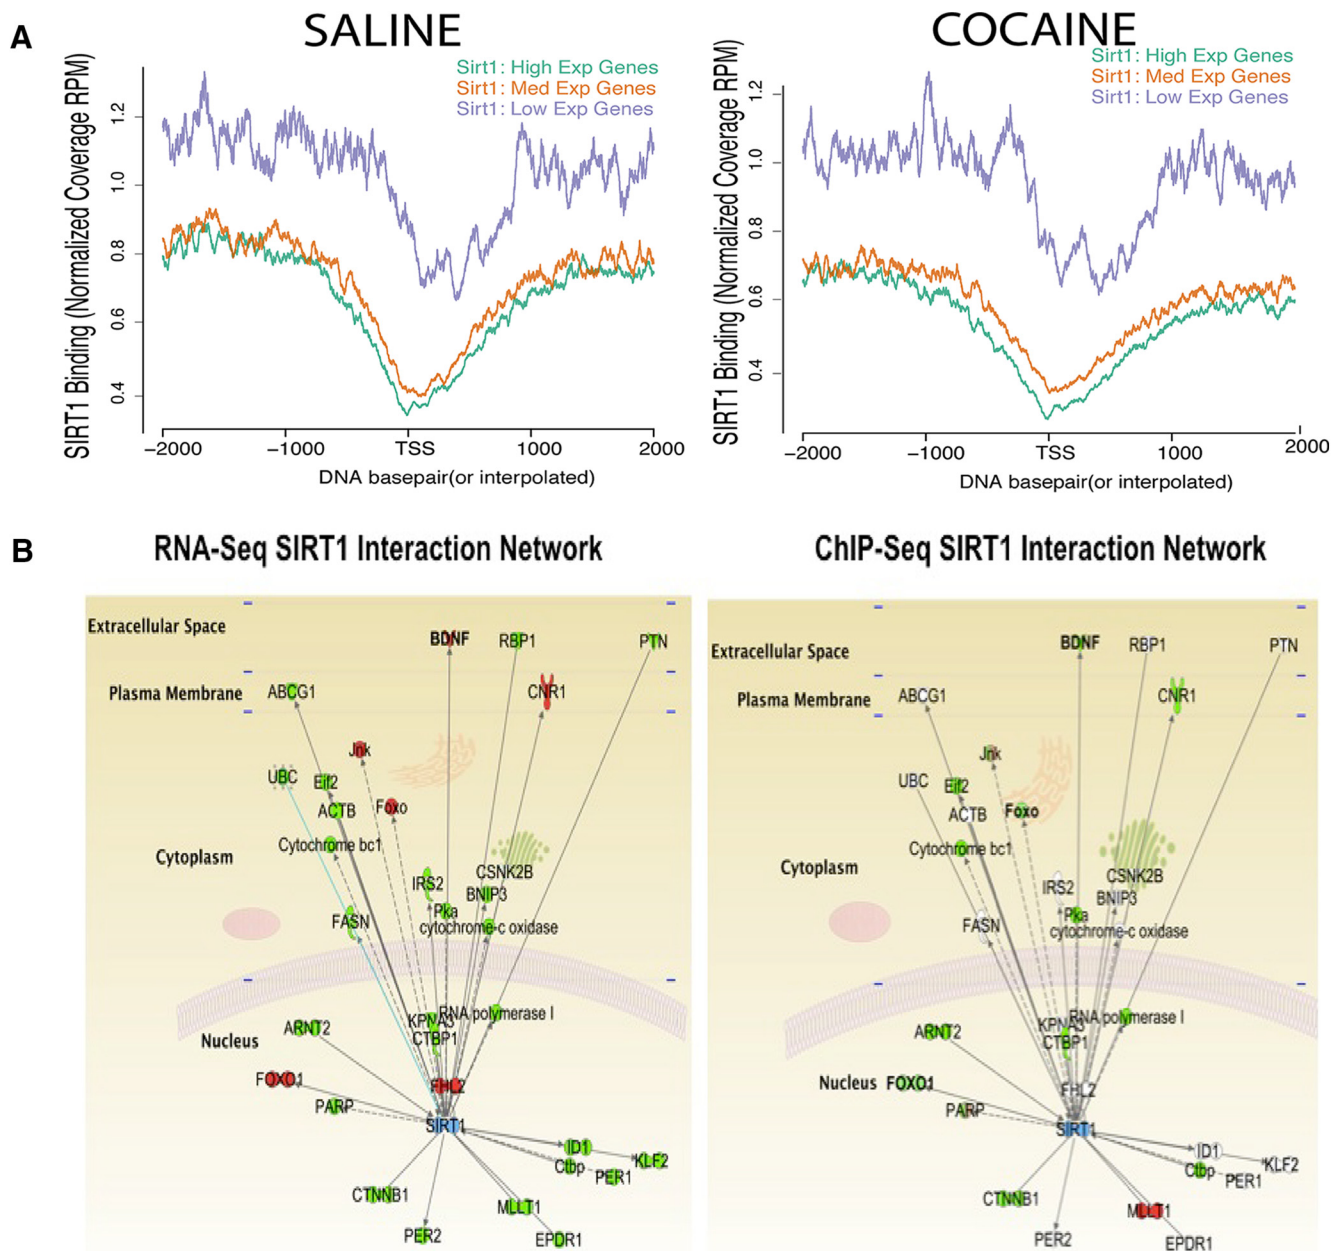 A
SALINE
SIRT1 Binding (Normalized Coverage RPM)
Sirt1: High Exp Genes
Sirt1: Med Exp Genes
Sirt1: Low Exp Genes
1.2
1.0
0.8
0.6
0.4
−2000
−1000
TSS
1000
2000
DNA basepair(or interpolated)
COCAINE
SIRT1 Binding (Normalized Coverage RPM)
Sirt1: High Exp Genes
Sirt1: Med Exp Genes
Sirt1: Low Exp Genes
1.2
1.0
0.8
0.6
0.4
−2000
−1000
TSS
1000
2000
DNA basepair(or interpolated)
B
RNA-Seq SIRT1 Interaction Network
Extracellular Space
BDNF
RBP1
PTN
Plasma Membrane
ABCG1
CNR1
Jnk
UBC
Eif2
ACTB
Foxo
Cytochrome bc1
Cytoplasm
CSNK2B
IRS2
BNIP3
Pka
FASN
cytochrome-c oxidase
RNA polymerase I
KPNA3
ARNT2
CTBP1
Nucleus
FOXO1
FHL2
PARP
SIRT1
ID1
Ctbp
KLF2
PER1
CTNNB1
MLLT1
PER2
EPDR1
ChIP-Seq SIRT1 Interaction Network
Extracellular Space
BDNF
RBP1
PTN
Plasma Membrane
ABCG1
CNR1
Jnk
UBC
Eif2
ACTB
Foxo
Cytochrome bc1
Cytoplasm
CSNK2B
IRS2
BNIP3
Pka
FASN
cytochrome-c oxidase
RNA polymerase I
KPNA3
ARNT2
CTBP1
Nucleus
FOXO1
FHL2
PARP
SIRT1
ID1
Ctbp
KLF2
PER1
CTNNB1
MLLT1
PER2
EPDR1